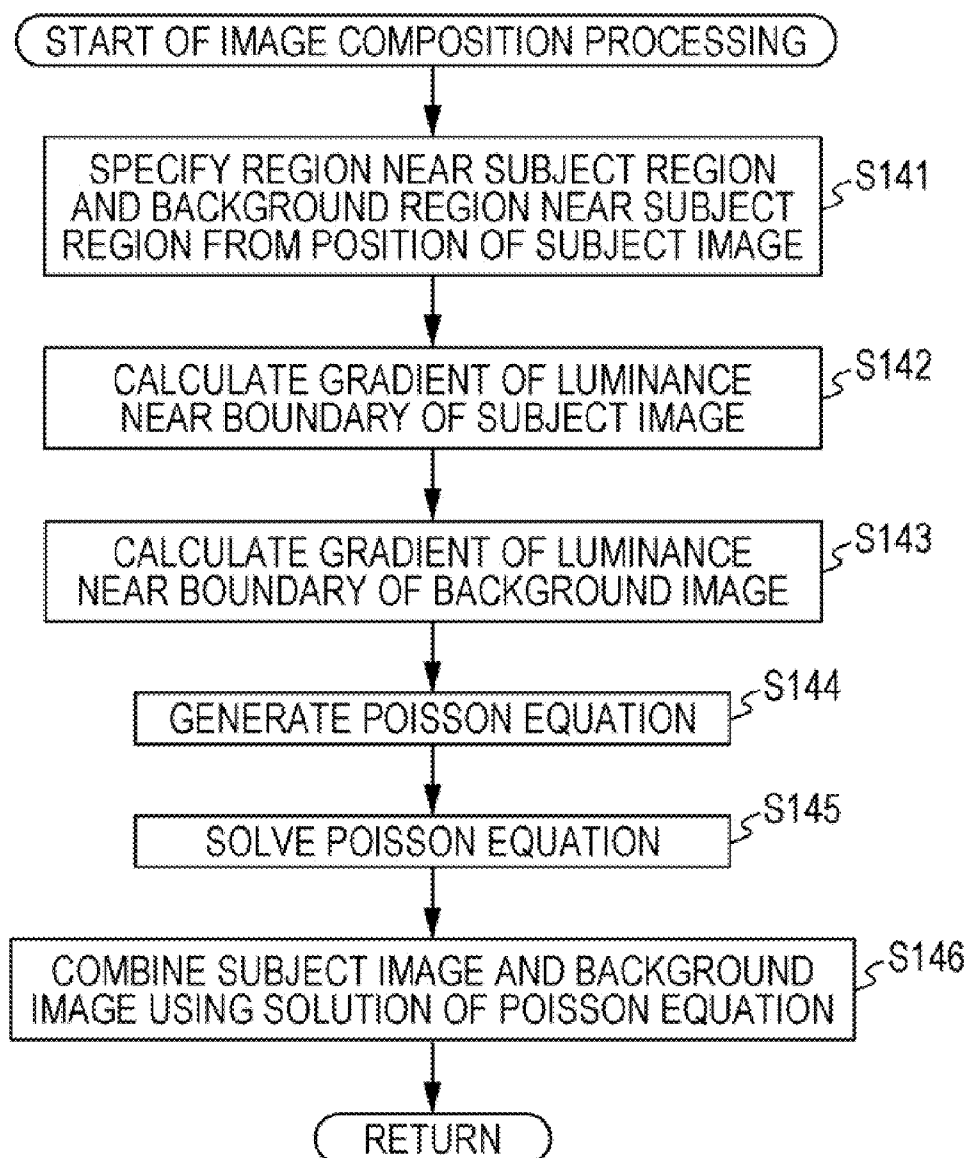 START OF IMAGE COMPOSITION PROCESSING
SPECIFY REGION NEAR SUBJECT REGION
AND BACKGROUND REGION NEAR SUBJECT
REGION FROM POSITION OF SUBJECT IMAGE
S141
CALCULATE GRADIENT OF LUMINANCE
NEAR BOUNDARY OF SUBJECT IMAGE
S142
CALCULATE GRADIENT OF LUMINANCE
NEAR BOUNDARY OF BACKGROUND IMAGE
S143
GENERATE POISSON EQUATION
S144
SOLVE POISSON EQUATION
S145
COMBINE SUBJECT IMAGE AND BACKGROUND
IMAGE USING SOLUTION OF POISSON EQUATION
S146
RETURN